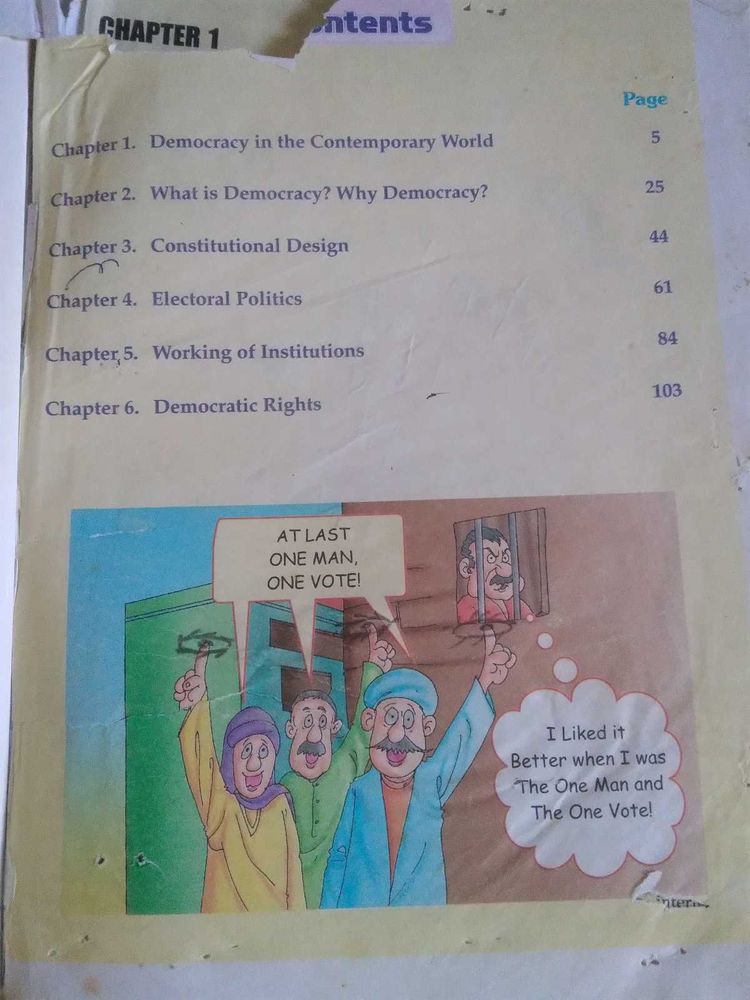 CHAPTER 1
ntents
Page
Chapter 1. Democracy in the Contemporary World 5
Chapter 2. What is Democracy? Why Democracy? 25
Chapter 3. Constitutional Design 44
Chapter 4. Electoral Politics 61
Chapter 5. Working of Institutions 84
Chapter 6. Democratic Rights 103
AT LAST
ONE MAN,
ONE VOTE!
I Liked it
Better when I was
The One Man and
The One Vote!